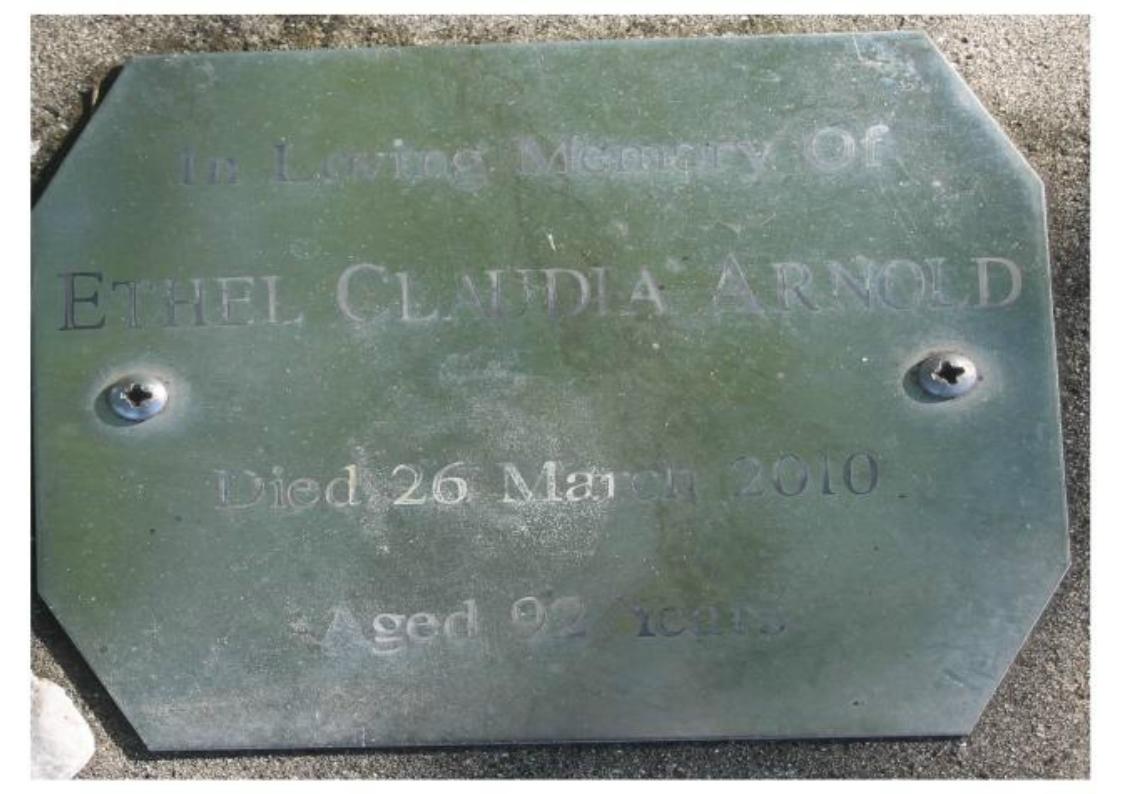 In Loving Memory Of
ETHEL CLAUDIA ARNOLD
Died 26 March 2010
Aged 92 Years